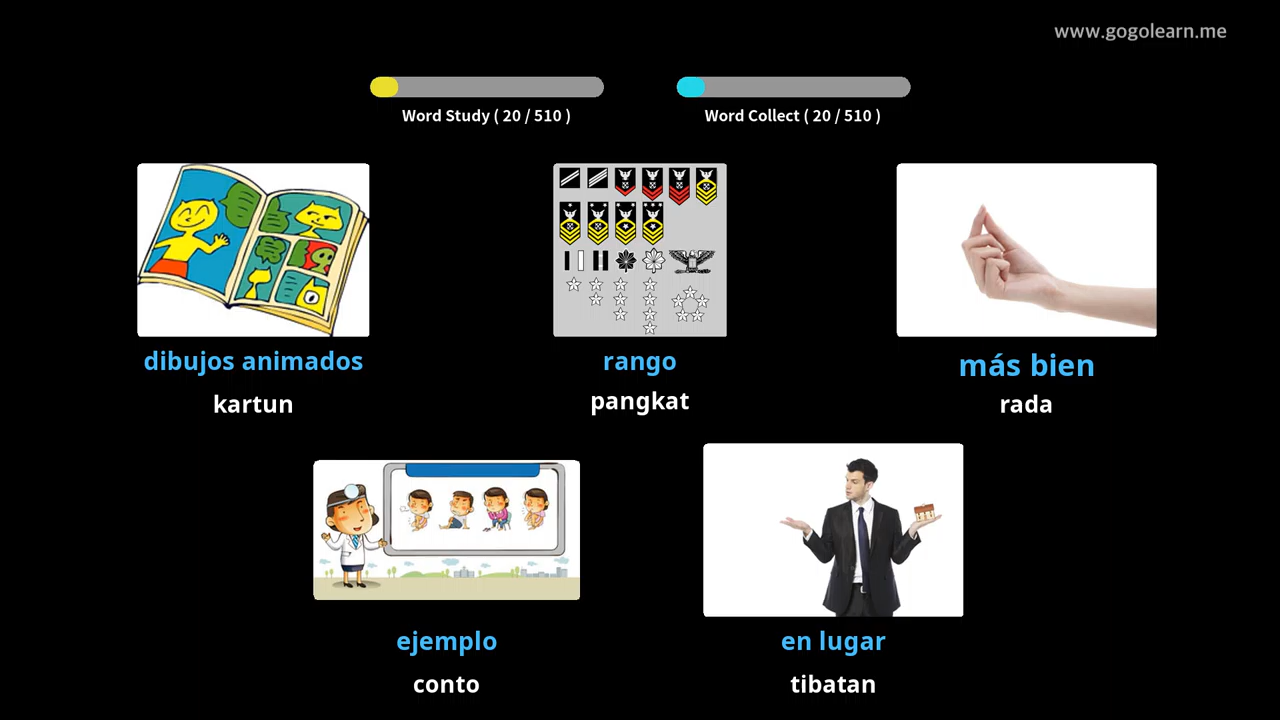 www.gogolearn.me
Word Study ( 20 / 510 )
Word Collect ( 20 / 510 )
dibujos animados
kartun
rango
pangkat
más bien
rada
ejemplo
conto
en lugar
tibatan